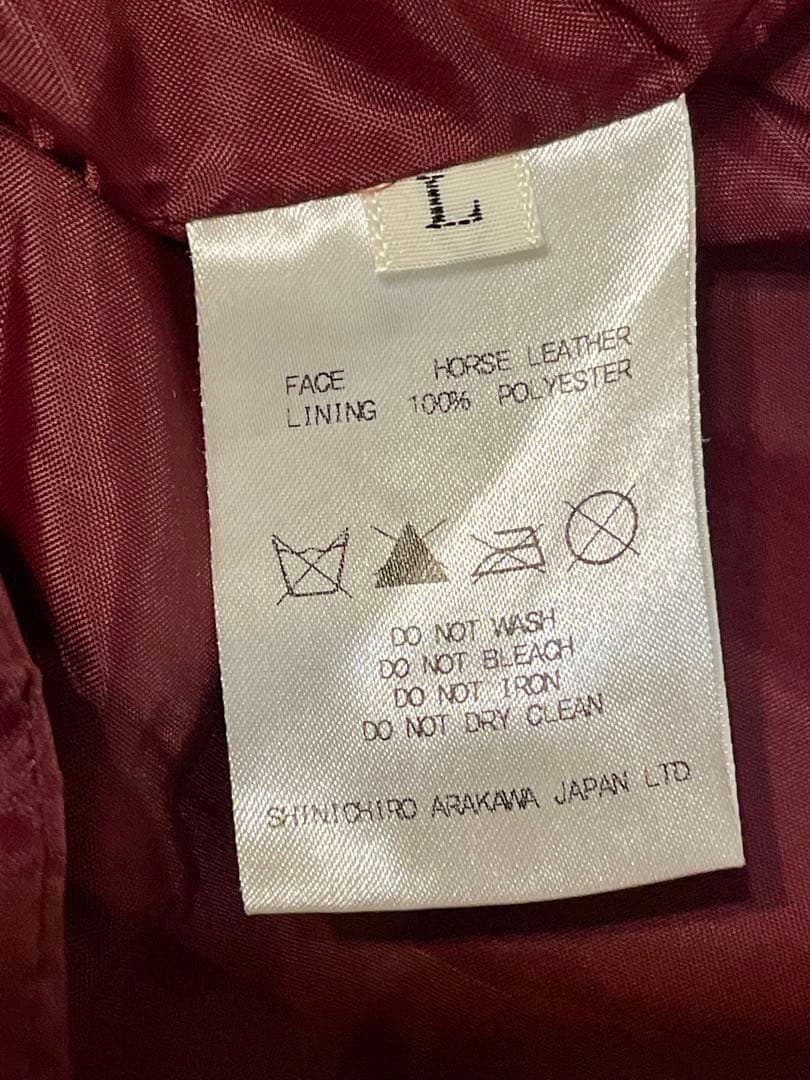 L
FACE HORSE LEATHER
LINING 100% POLYESTER
DO NOT WASH
DO NOT BLEACH
DO NOT IRON
DO NOT DRY CLEAN
SHINICHIRO ARAKAWA JAPAN LTD